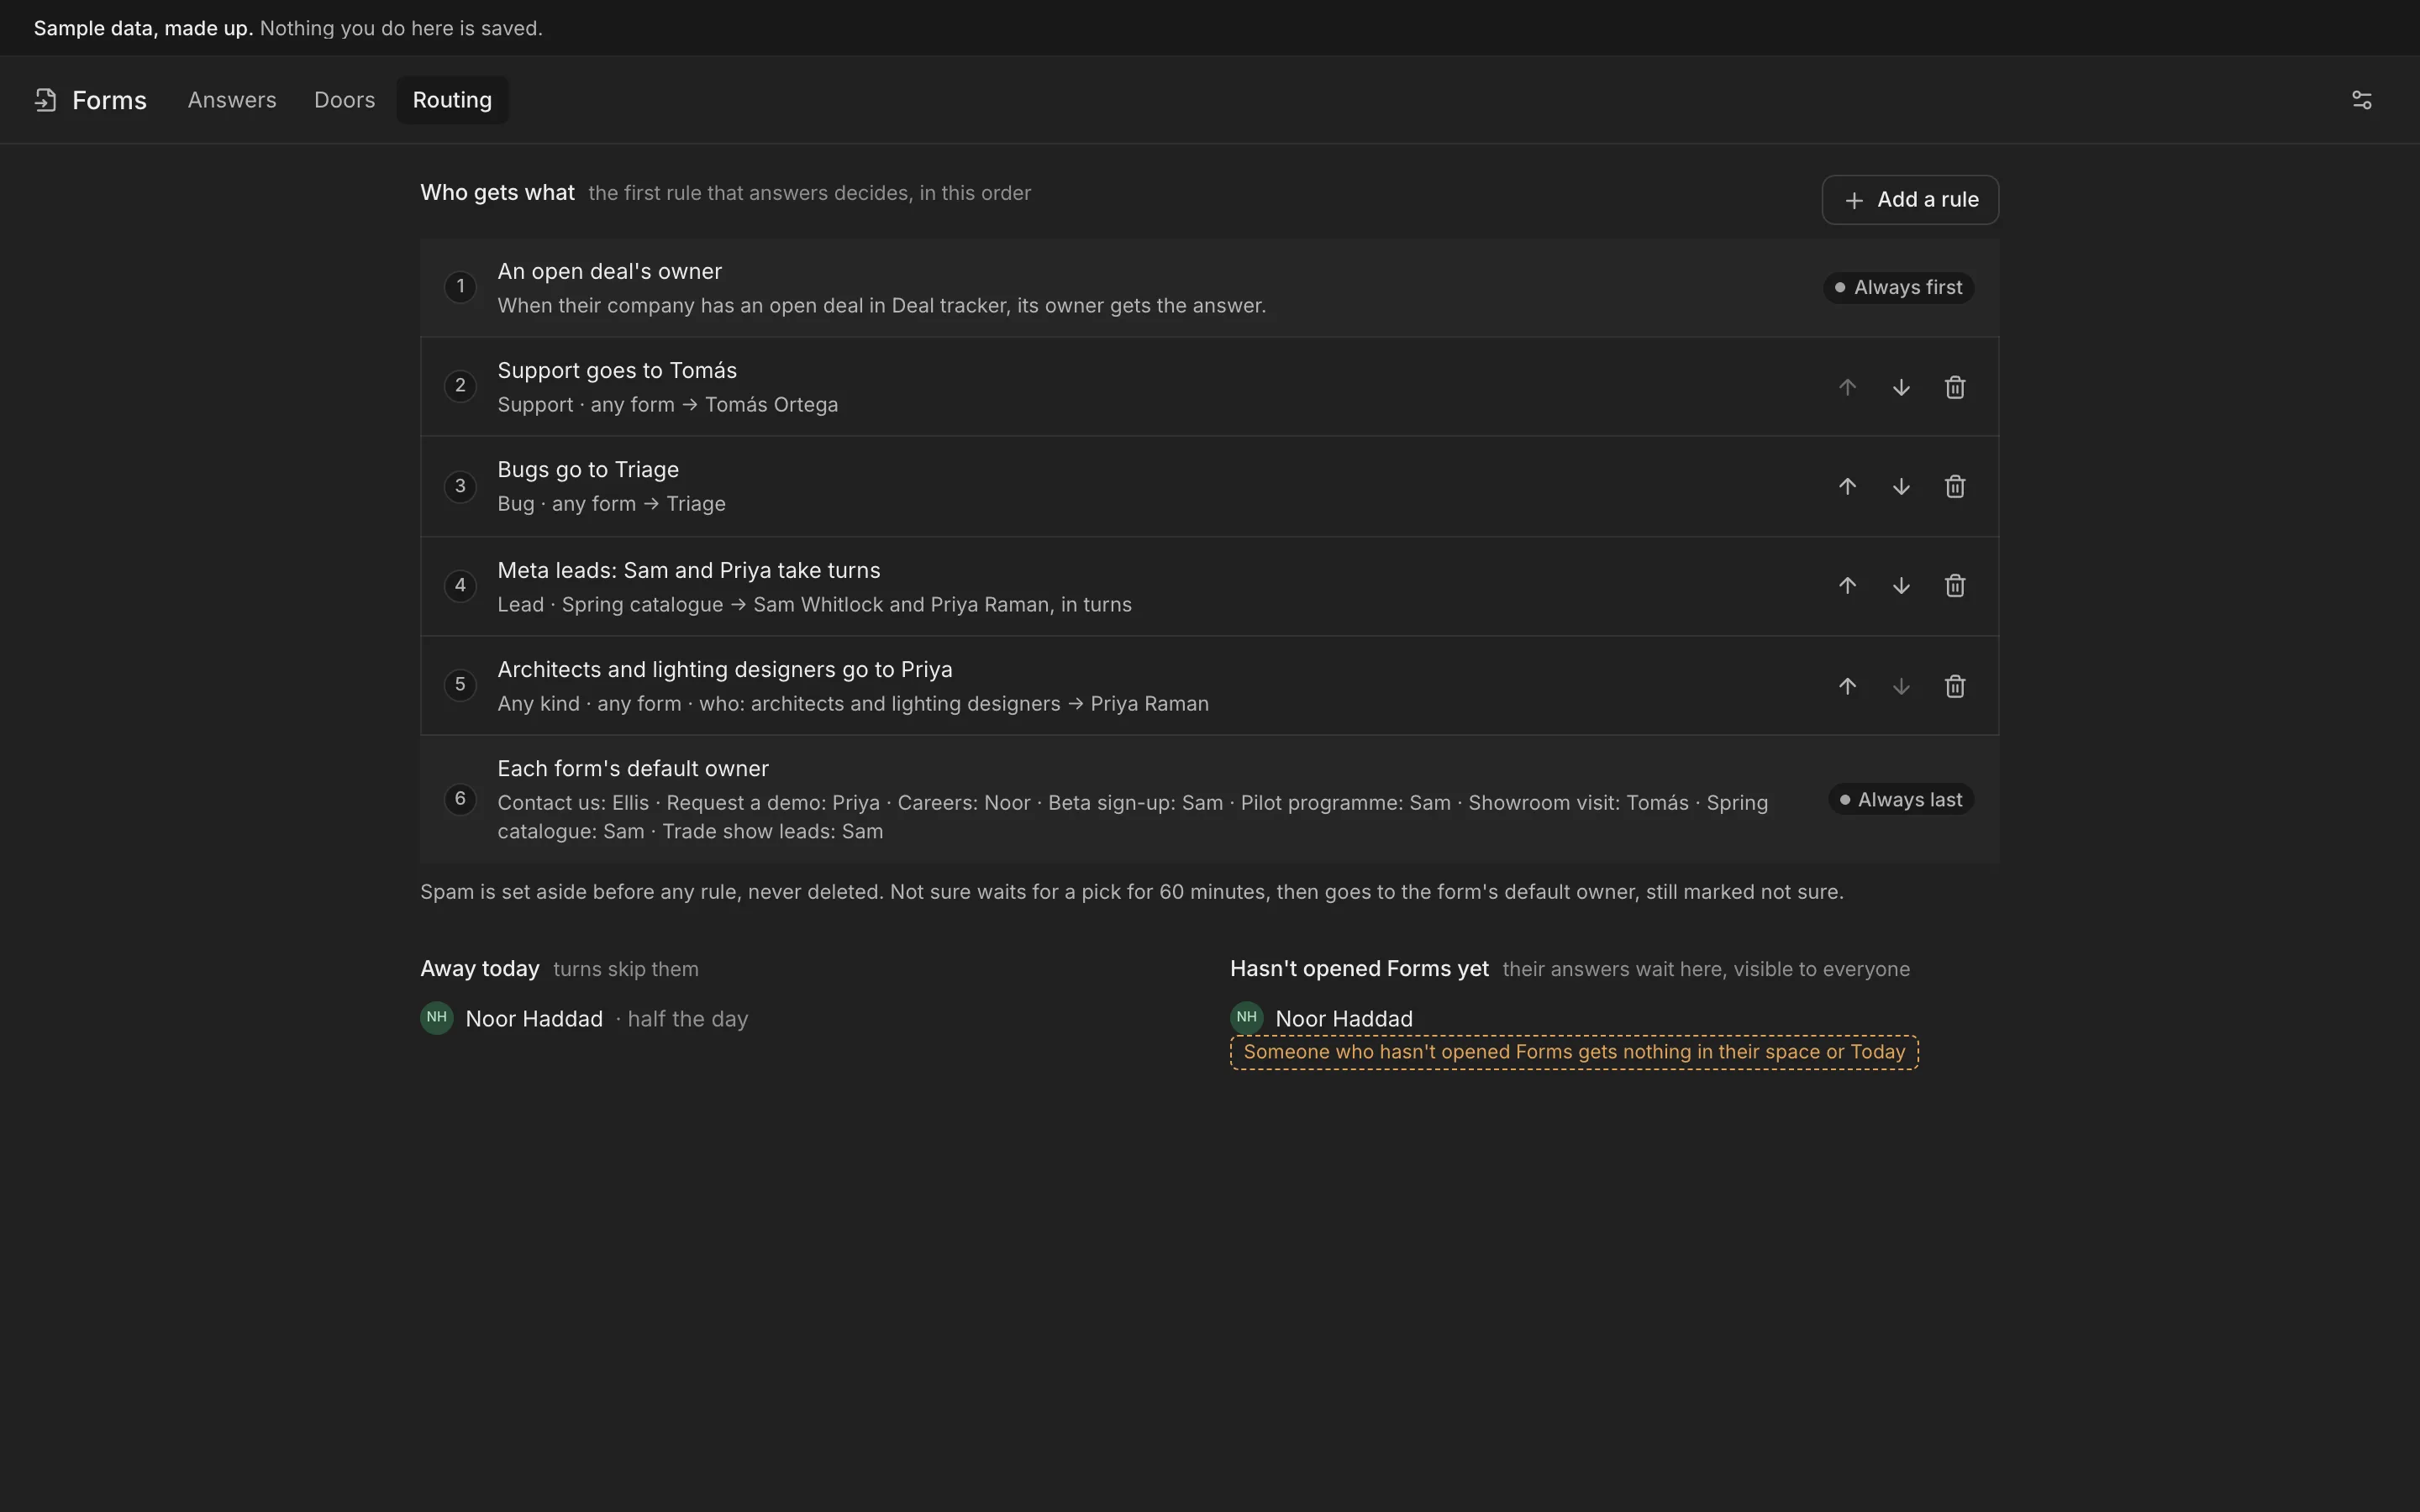 Sample data, made up. Nothing you do here is saved.
Forms
Answers
Doors
Routing
Who gets what the first rule that answers decides, in this order
Add a rule
1
An open deal's owner
When their company has an open deal in Deal tracker, its owner gets the answer.
Always first
2
Support goes to Tomás
Support · any form → Tomás Ortega
3
Bugs go to Triage
Bug · any form → Triage
4
Meta leads: Sam and Priya take turns
Lead · Spring catalogue → Sam Whitlock and Priya Raman, in turns
5
Architects and lighting designers go to Priya
Any kind · any form · who: architects and lighting designers → Priya Raman
6
Each form's default owner
Contact us: Ellis · Request a demo: Priya · Careers: Noor · Beta sign-up: Sam · Pilot programme: Sam · Showroom visit: Tomás · Spring
catalogue: Sam · Trade show leads: Sam
Always last
Spam is set aside before any rule, never deleted. Not sure waits for a pick for 60 minutes, then goes to the form's default owner, still marked not sure.
Away today turns skip them
NH Noor Haddad · half the day
Hasn't opened Forms yet their answers wait here, visible to everyone
NH Noor Haddad
Someone who hasn't opened Forms gets nothing in their space or Today